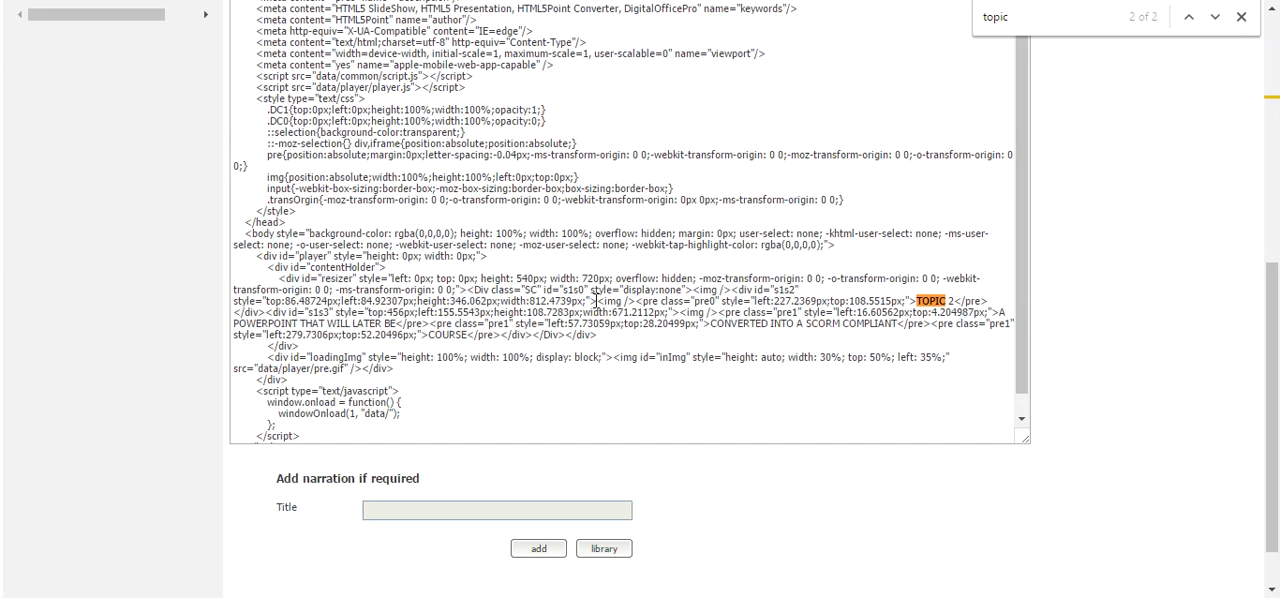 topic
2 of 2
<meta content="HTML5 SlideShow, HTML5 Presentation, HTML5Point Converter, DigitalOfficePro" name="keywords"/>
<meta content="HTML5Point" name="author"/>
<meta http-equiv="X-UA-Compatible" content="IE=edge"/>
<meta content="text/html;charset=utf-8" http-equiv="Content-Type"/>
<meta content="width=device-width, initial-scale=1, maximum-scale=1, user-scalable=0" name="viewport"/>
<meta content="yes" name="apple-mobile-web-app-capable" />
<script src="data/common/script.js"></script>
<script src="data/player/player.js"></script>
<style type="text/css">
.DC1{top:0px;left:0px;height:100%;width:100%;opacity:1;}
.DC0{top:0px;left:0px;height:100%;width:100%;opacity:0;}
::selection{background-color:transparent;}
::-moz-selection{} div,iframe{position:absolute;position:absolute;}
pre{position:absolute;margin:0px;letter-spacing:-0.04px;-ms-transform-origin: 0 0;-webkit-transform-origin: 0 0;-moz-transform-origin: 0 0;-o-transform-origin: 0
0;}
img{position:absolute;width:100%;height:100%;left:0px;top:0px;}
input{-webkit-box-sizing:border-box;-moz-box-sizing:border-box;box-sizing:border-box;}
.transOrgin{-moz-transform-origin: 0 0;-o-transform-origin: 0 0;-webkit-transform-origin: 0px 0px;-ms-transform-origin: 0 0;}
</style>
</head>
<body style="background-color: rgba(0,0,0,0); height: 100%; width: 100%; overflow: hidden; margin: 0px; user-select: none; -khtml-user-select: none; -ms-user-
select: none; -o-user-select: none; -webkit-user-select: none; -moz-user-select: none; -webkit-tap-highlight-color: rgba(0,0,0,0);">
<div id="player" style="height: 0px; width: 0px;">
<div id="contentHolder">
<div id="resizer" style="left: 0px; top: 0px; height: 540px; width: 720px; overflow: hidden; -moz-transform-origin: 0 0; -o-transform-origin: 0 0; -webkit-
transform-origin: 0 0; -ms-transform-origin: 0 0;"><Div class="SC" id="s1s0" style="display:none"><img /><div id="s1s2"
style="top:86.48724px;left:84.92307px;height:346.062px;width:812.4739px;"><img /><pre class="pre0" style="left:227.2369px;top:108.5515px;">TOPIC 2</pre>
</div><div id="s1s3" style="top:456px;left:155.5543px;height:108.7283px;width:671.2112px;"><img /><pre class="pre1" style="left:16.60562px;top:4.204987px;">A
POWERPOINT THAT WILL LATER BE</pre><pre class="pre1" style="left:57.73059px;top:28.20499px;">CONVERTED INTO A SCORM COMPLIANT</pre><pre class="pre1"
style="left:279.7306px;top:52.20496px;">COURSE</pre></div></Div></div>
</div>
<div id="loadingImg" style="height: 100%; width: 100%; display: block;"><img id="inImg" style="height: auto; width: 30%; top: 50%; left: 35%;"
src="data/player/pre.gif" /></div>
</div>
<script type="text/javascript">
window.onload = function() {
windowOnload(1, "data/");
};
</script>
Add narration if required
Title
add
library